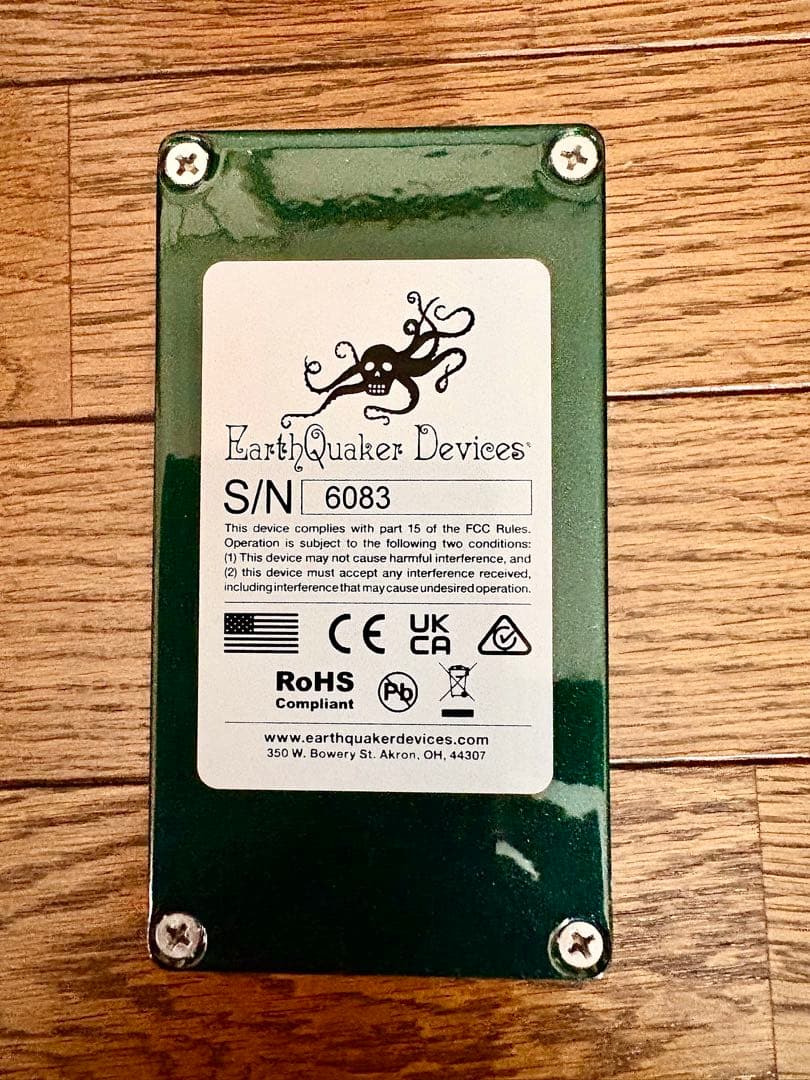 EarthQuaker Devices
S/N 6083
This device complies with part 15 of the FCC Rules.
Operation is subject to the following two conditions:
(1) This device may not cause harmful interference, and
(2) this device must accept any interference received,
including interference that may cause undesired operation.
CE UK
CA
RoHS
Compliant
Pb
www.earthquakerdevices.com
350 W. Bowery St. Akron, OH, 44307